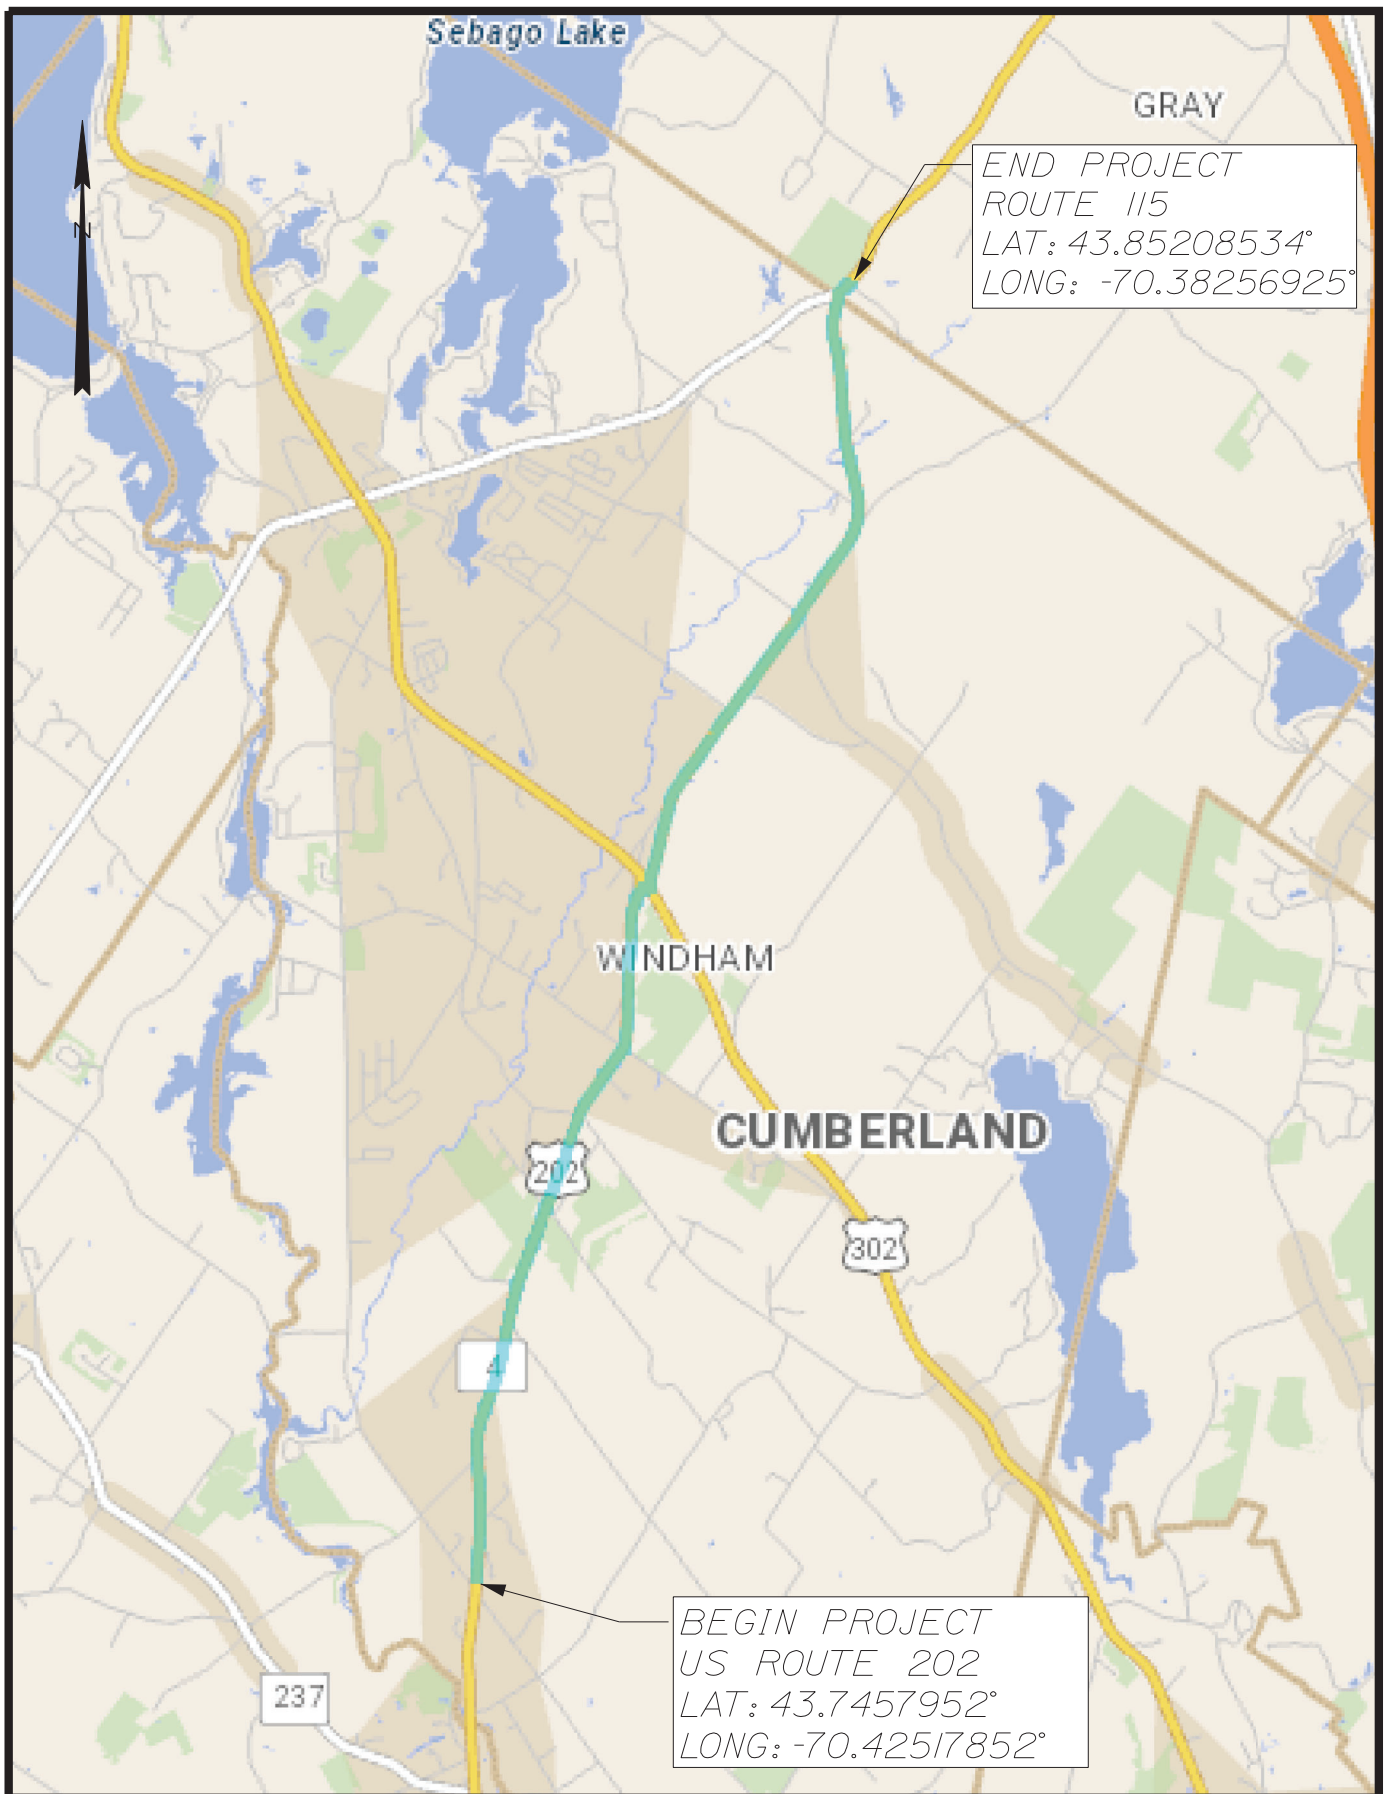 Sebago Lake
GRAY
END PROJECT
ROUTE 115
LAT: 43.85208534°
LONG: -70.38256925°
N
WINDHAM
CUMBERLAND
202
302
4
BEGIN PROJECT
US ROUTE 202
LAT: 43.7457952°
LONG: -70.42517852°
237